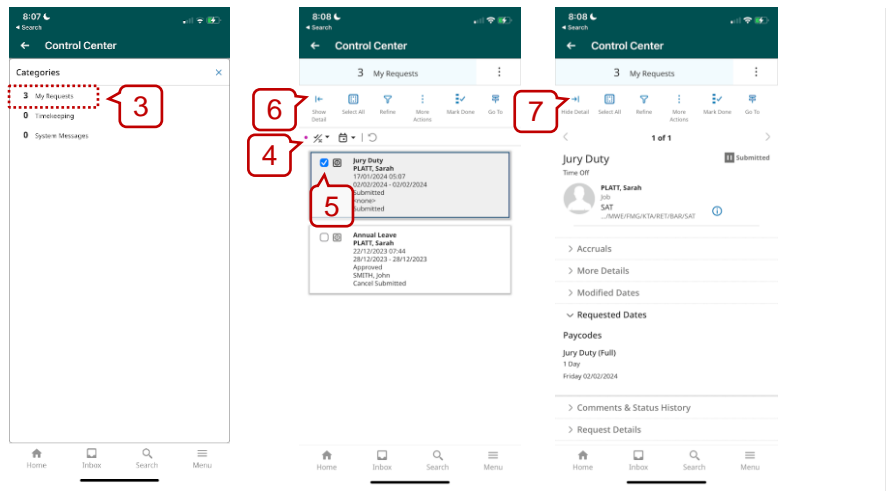 8:07
Search
Control Center
Categories
3 My Requests
0 Timekeeping
0 System Messages
3
Home Inbox Search Menu
8:08
Search
Control Center
3 My Requests
6
Show Detail
Select All
Refine
More Actions
Mark Done
Go To
4
Jury Duty
PLATT, Sarah
17/01/2024 05:07
02/02/2024 - 02/02/2024
Submitted
<none>
Submitted
5
Annual Leave
PLATT, Sarah
22/12/2023 07:44
28/12/2023 - 28/12/2023
Approved
SMITH, John
Cancel Submitted
Home Inbox Search Menu
8:08
Search
Control Center
3 My Requests
7
Hide Detail
Select All
Refine
More Actions
Mark Done
Go To
1 of 1
Jury Duty
Submitted
Time Off
PLATT, Sarah
Job
SAT
.../MWE/FMG/KTA/RET/BAR/SAT
Accruals
More Details
Modified Dates
Requested Dates
Paycodes
Jury Duty (Full)
1 Day
Friday 02/02/2024
Comments & Status History
Request Details
Home Inbox Search Menu